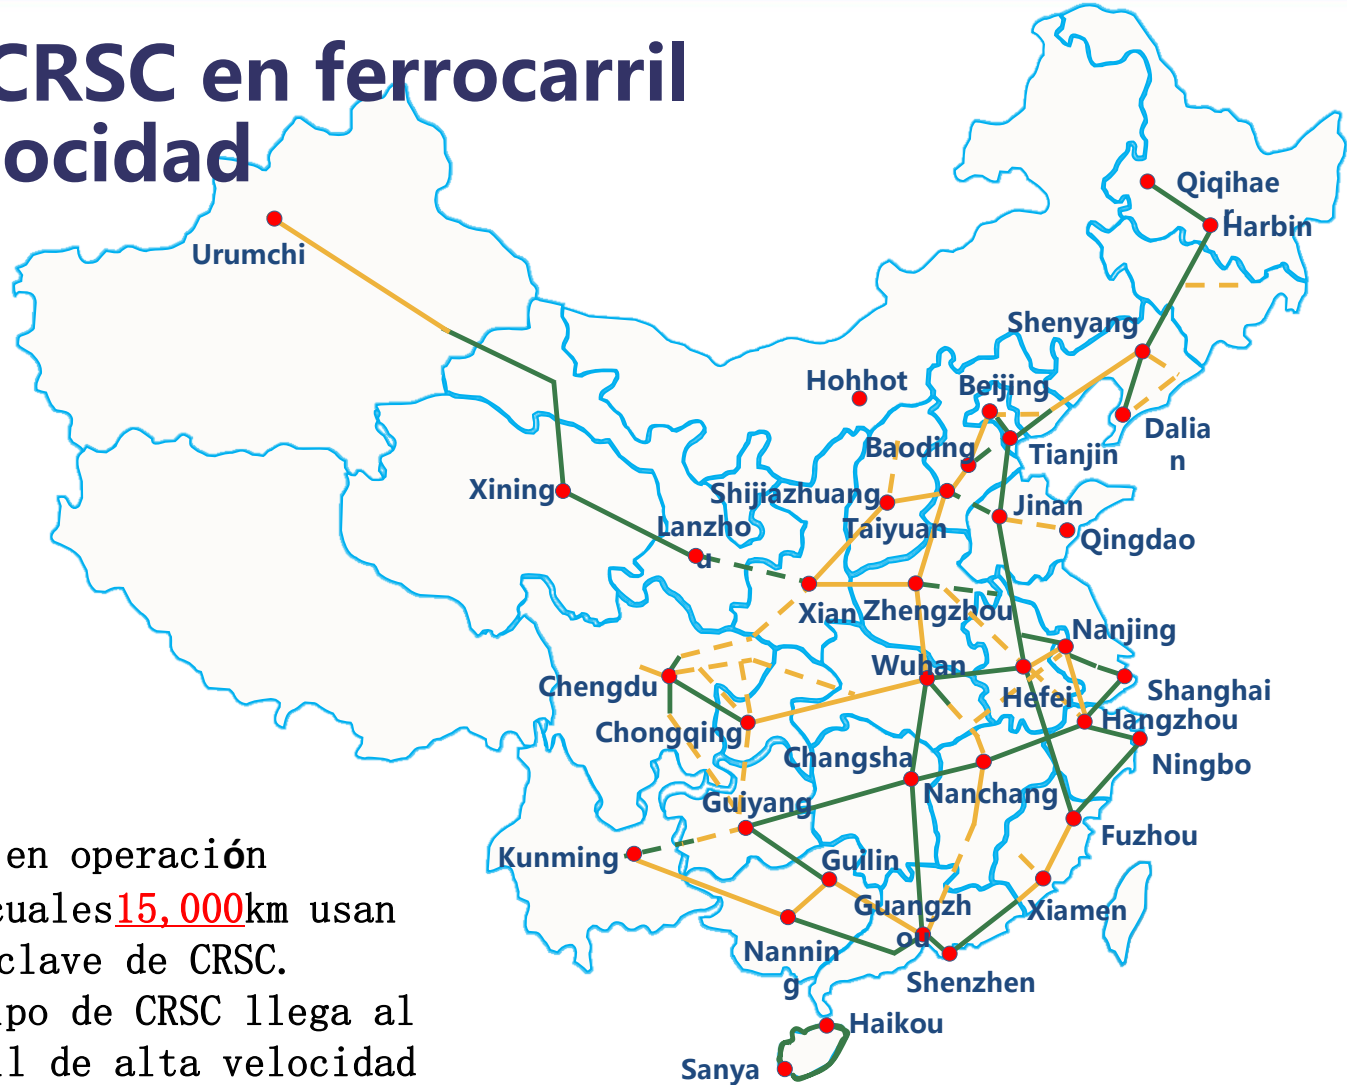 CRSC en ferrocarril
ocidad
Qiqihae
r
Harbin
Urumchi
Shenyang
Hohhot
Beijing
Dalia
n
Baoding
Tianjin
Xining
Shijiazhuang
Jinan
Lanzho
u
Taiyuan
Qingdao
Xian
Zhengzhou
Nanjing
Wuhan
Chengdu
Hefei
Shanghai
Chongqing
Hangzhou
Changsha
Ningbo
Guiyang
Nanchang
Fuzhou
Kunming
Guilin
Guangzh
ou
Xiamen
Nannin
g
Shenzhen
Haikou
Sanya
en operación
cuales15,000km usan
clave de CRSC.
ipo de CRSC llega al
il de alta velocidad